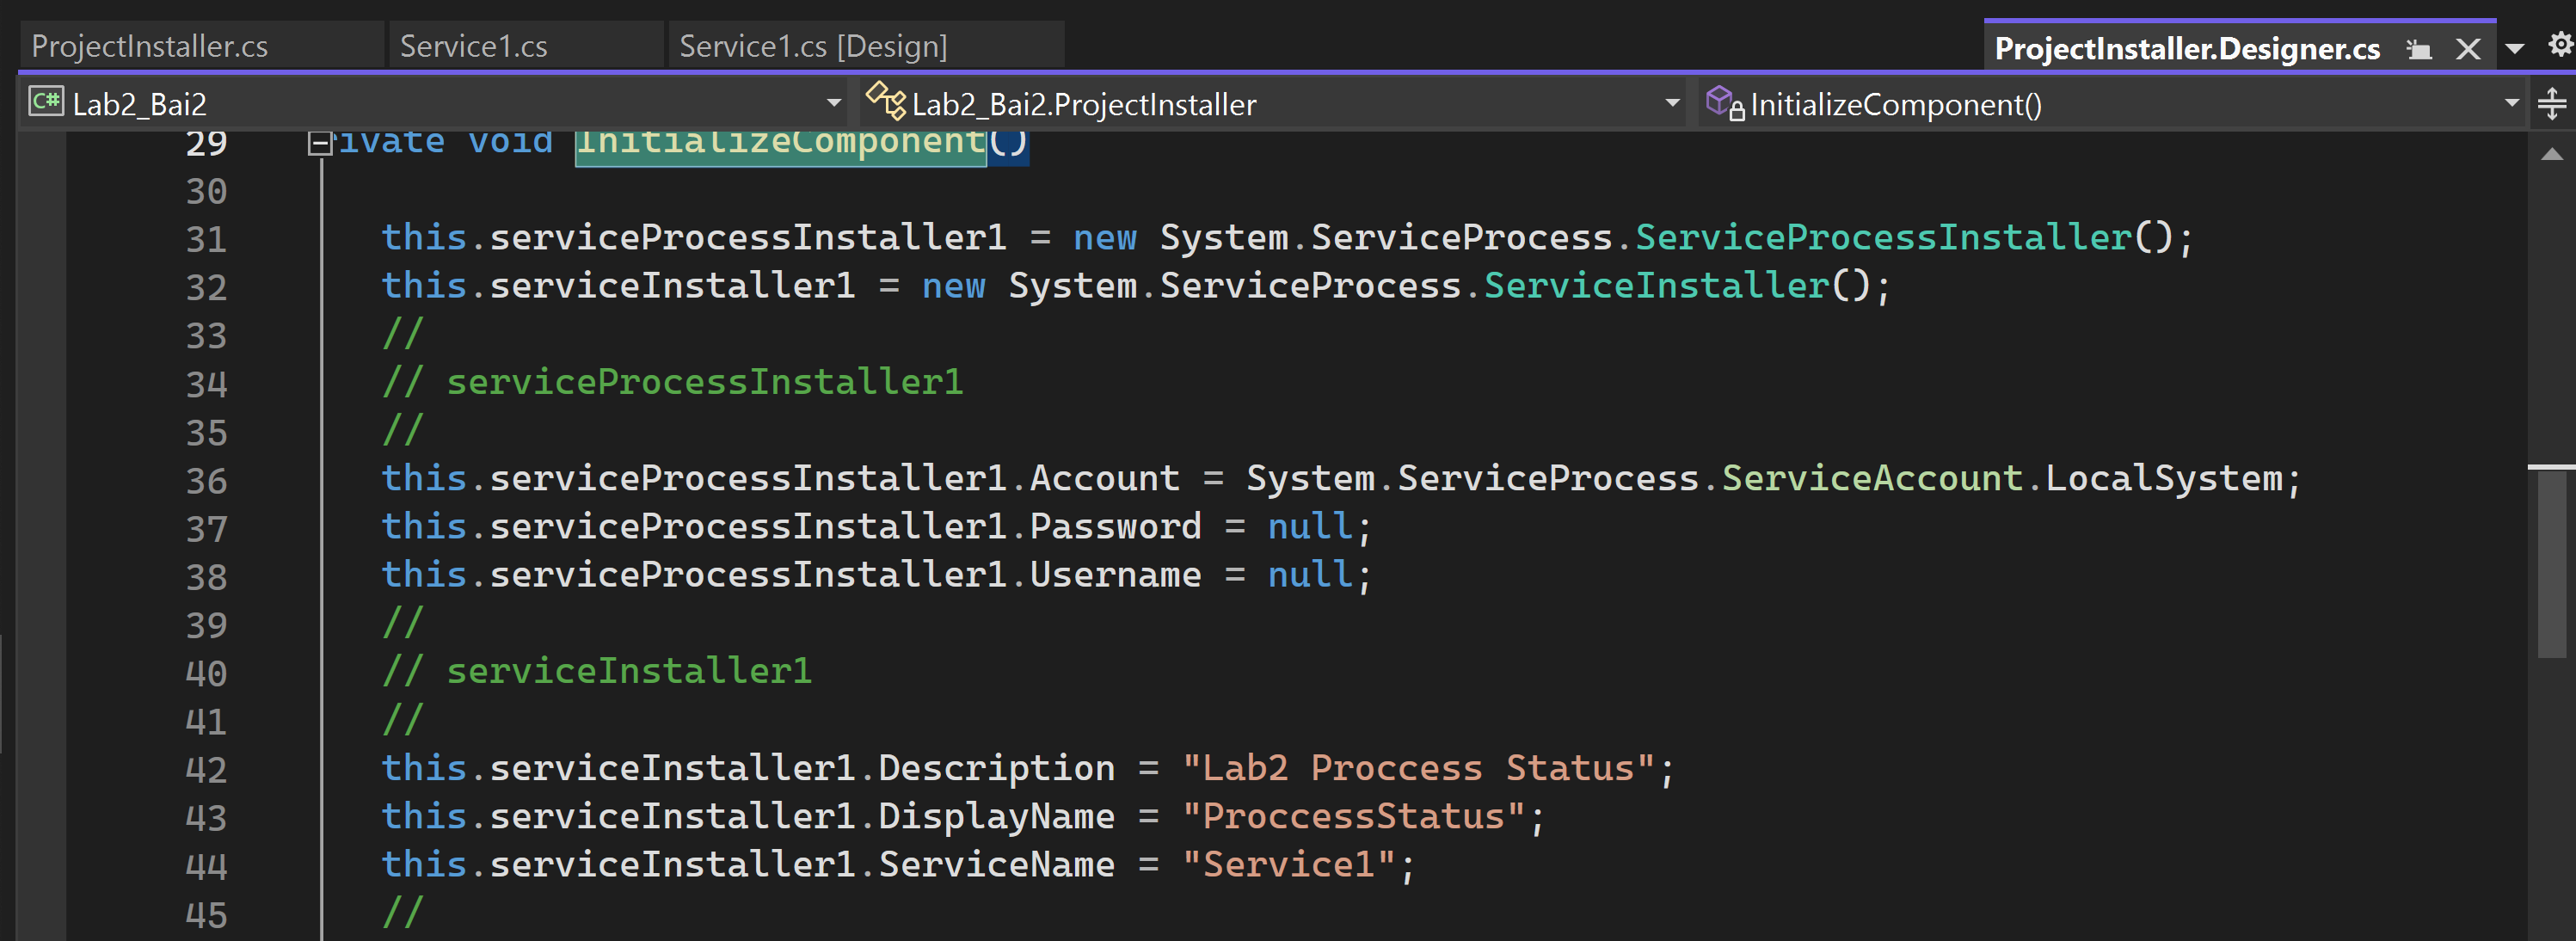 ProjectInstaller.cs Service1.cs Service1.cs [Design] ProjectInstaller.Designer.cs
C# Lab2_Bai2 Lab2_Bai2.ProjectInstaller InitializeComponent()
29 ivate void InitializeComponent()
30
31 this.serviceProcessInstaller1 = new System.ServiceProcess.ServiceProcessInstaller();
32 this.serviceInstaller1 = new System.ServiceProcess.ServiceInstaller();
33 //
34 // serviceProcessInstaller1
35 //
36 this.serviceProcessInstaller1.Account = System.ServiceProcess.ServiceAccount.LocalSystem;
37 this.serviceProcessInstaller1.Password = null;
38 this.serviceProcessInstaller1.Username = null;
39 //
40 // serviceInstaller1
41 //
42 this.serviceInstaller1.Description = "Lab2 Proccess Status";
43 this.serviceInstaller1.DisplayName = "ProccessStatus";
44 this.serviceInstaller1.ServiceName = "Service1";
45 //